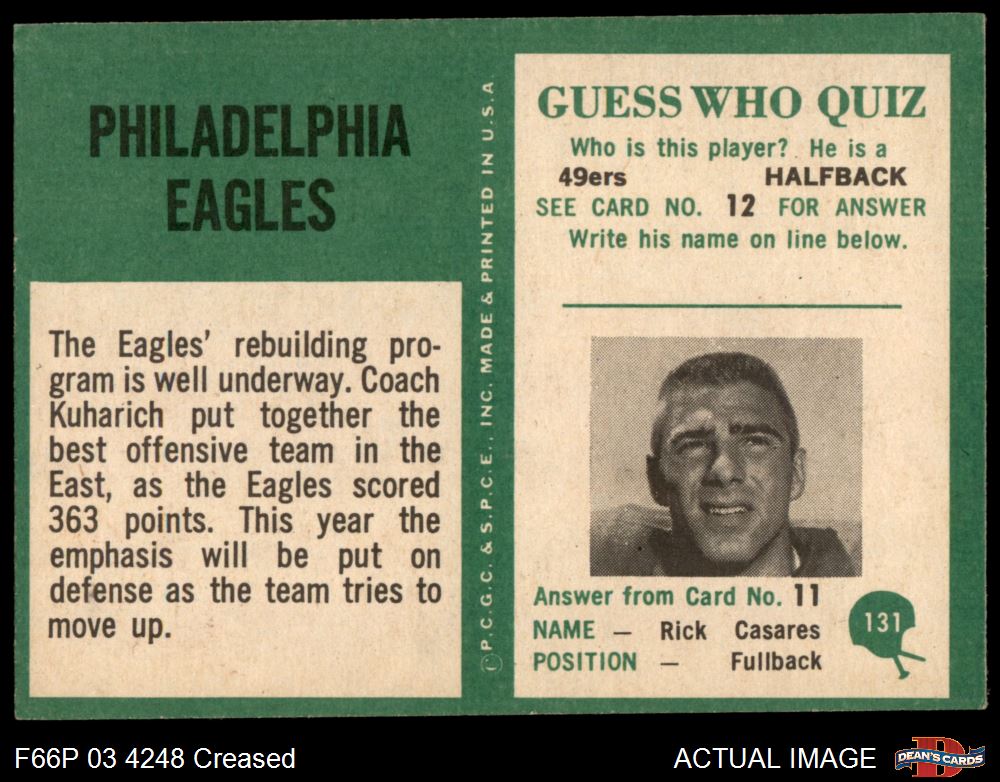 PHILADELPHIA
EAGLES
The Eagles' rebuilding pro-
gram is well underway. Coach
Kuharich put together the
best offensive team in the
East, as the Eagles scored
363 points. This year the
emphasis will be put on
defense as the team tries to
move up.
©P.C.G.C. & S.P.C.E., INC. MADE & PRINTED IN U.S.A
GUESS WHO QUIZ
Who is this player? He is a
49ers HALFBACK
SEE CARD NO. 12 FOR ANSWER
Write his name on line below.
Answer from Card No. 11
NAME — Rick Casares
POSITION — Fullback
131
F66P 03 4248 Creased
ACTUAL IMAGE
D
DEAN'S CARDS